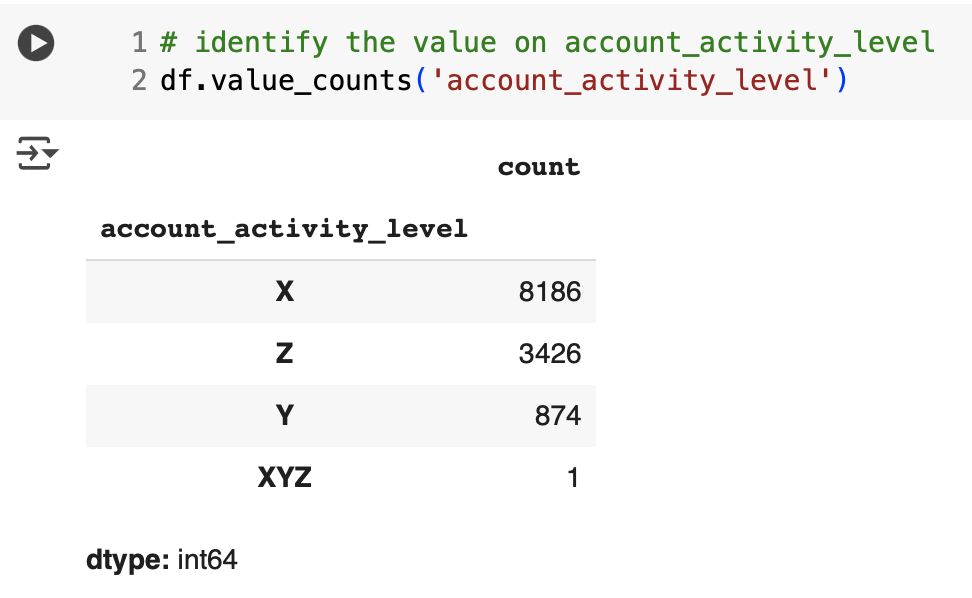 1 # identify the value on account_activity_level
2 df.value_counts('account_activity_level')
count
account_activity_level
X 8186
Z 3426
Y 874
XYZ 1
dtype: int64